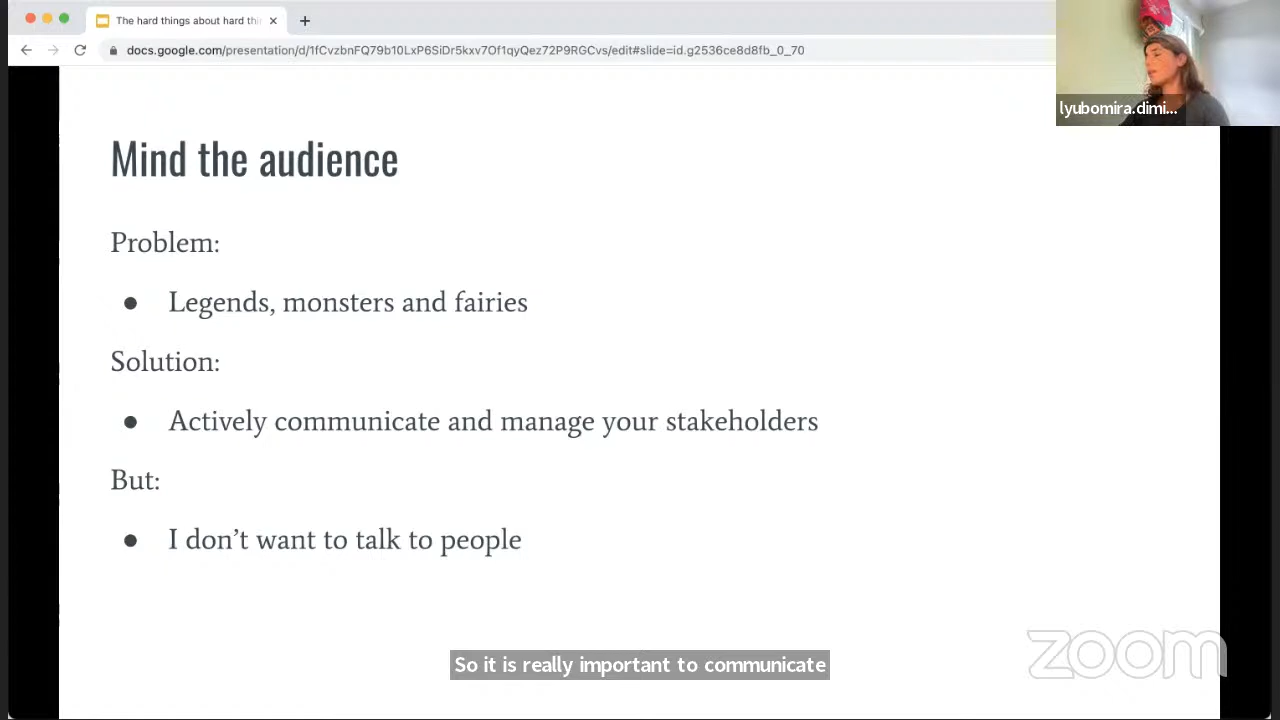 The hard things about hard thi
docs.google.com/presentation/d/1fCvzbnFQ79b10LxP6SiDr5kxv7Of1qyQez72P9RGCvs/edit#slide=id.g2536ce8d8fb_0_70
lyubomira.dimi...
Mind the audience
Problem:
● Legends, monsters and fairies
Solution:
● Actively communicate and manage your stakeholders
But:
● I don’t want to talk to people
So it is really important to communicate
zoom